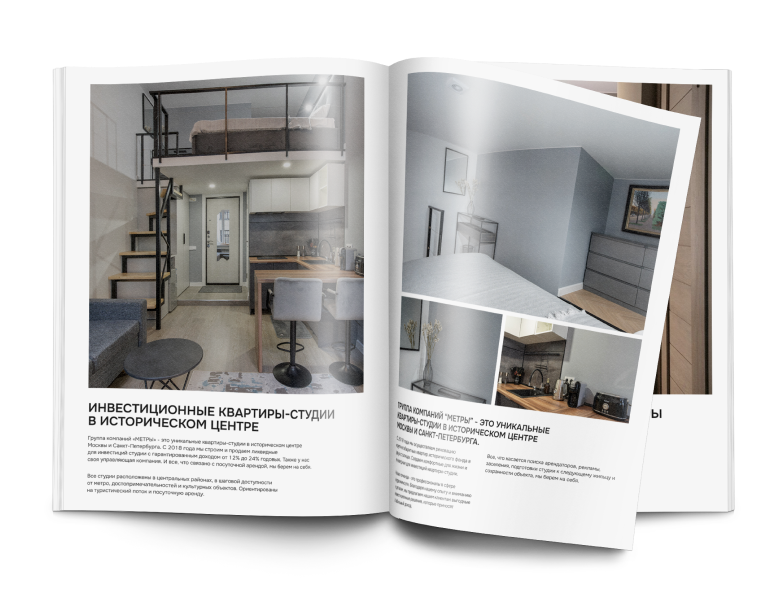 ИНВЕСТИЦИОННЫЕ КВАРТИРЫ-СТУДИИ
В ИСТОРИЧЕСКОМ ЦЕНТРЕ
Группа компаний «МЕТРЫ» - это уникальные квартиры-студии в историческом центре
Москвы и Санкт-Петербурга. С 2018 года мы строим и продаем ликвидные
для инвестиций студии с гарантированным доходом от 12% до 24% годовых. Также у нас
своя управляющая компания. И все, что связано с посуточной арендой, мы берем на себя.
Все студии расположены в центральных районах, в шаговой доступности
от метро, достопримечательностей и культурных объектов. Ориентированы
на туристический поток и посуточную аренду.
ГРУППА КОМПАНИЙ "МЕТРЫ" - ЭТО УНИКАЛЬНЫЕ
КВАРТИРЫ-СТУДИИ В ИСТОРИЧЕСКОМ ЦЕНТРЕ
МОСКВЫ И САНКТ-ПЕТЕРБУРГА.
Все, что касается поиска арендаторов, рекламы
заселения, подготовки студии к следующему жильцу и
сохранности объекта, мы берем на себя.
Ы